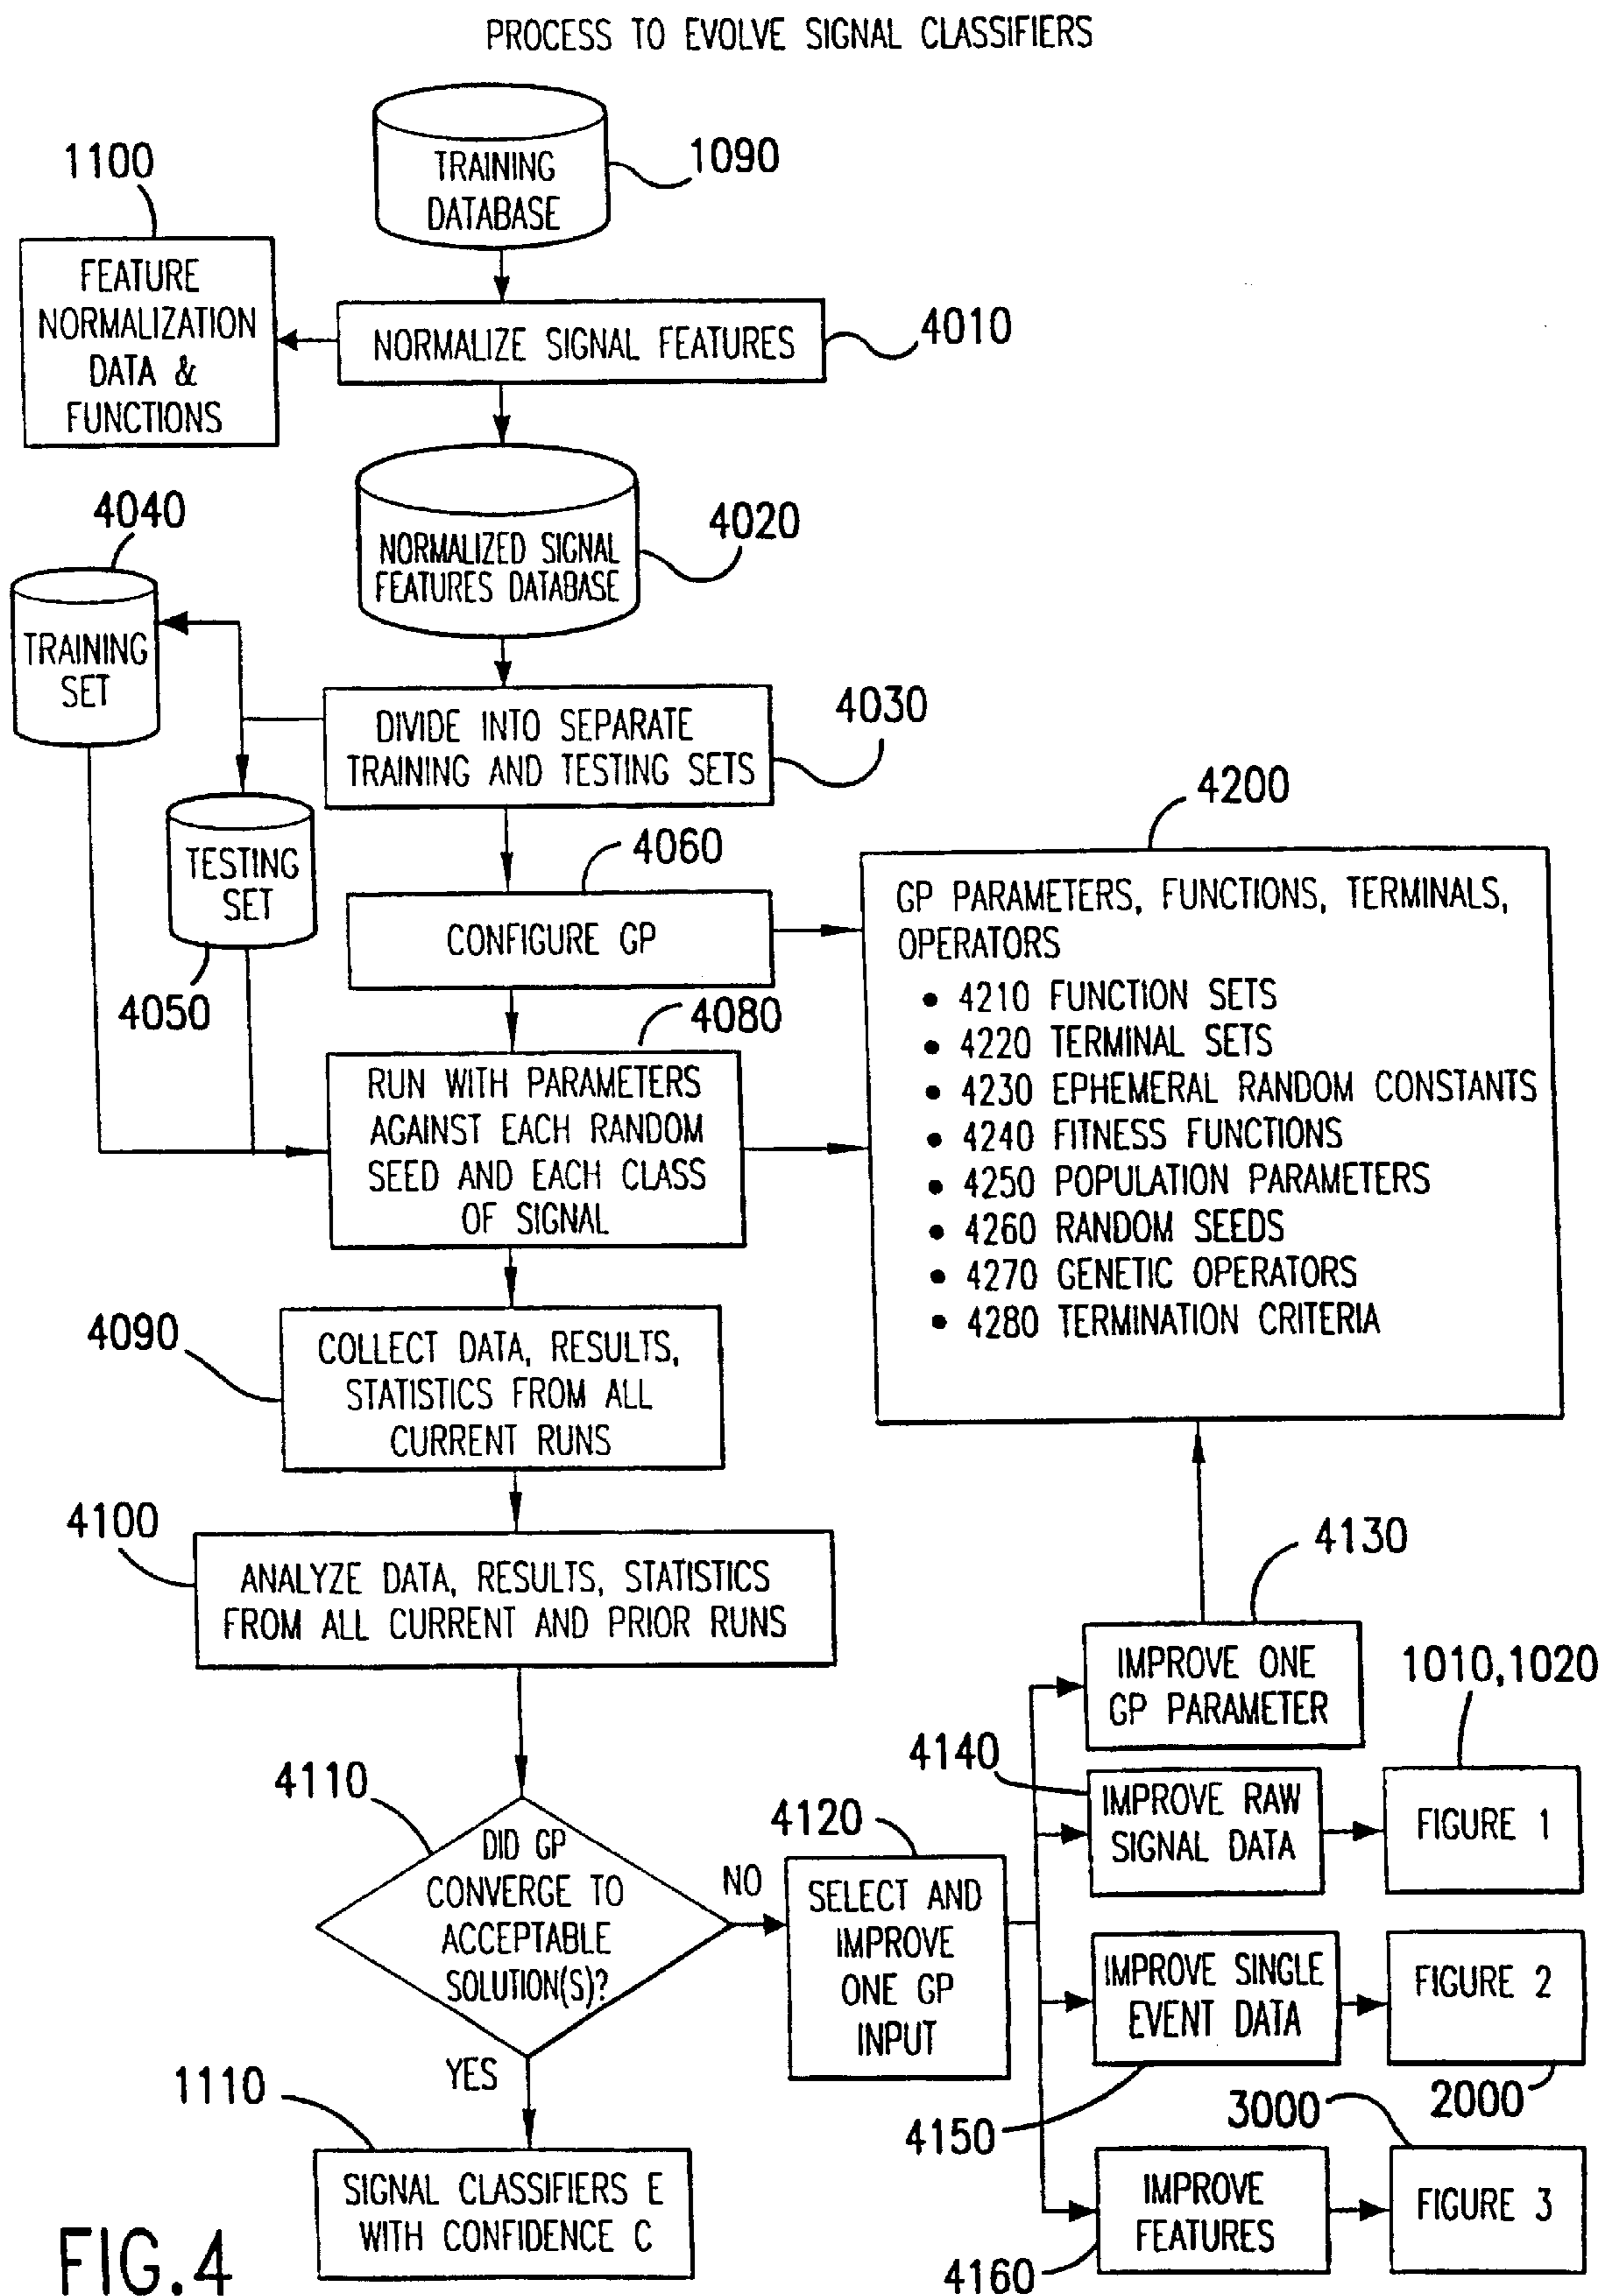 PROCESS TO EVOLVE SIGNAL CLASSIFIERS
TRAINING
DATABASE
1090
1100
FEATURE
NORMALIZATION
DATA &
FUNCTIONS
NORMALIZE SIGNAL FEATURES
4010
NORMALIZED SIGNAL
FEATURES DATABASE
4020
4040
TRAINING
SET
DIVIDE INTO SEPARATE
TRAINING AND TESTING SETS
4030
TESTING
SET
4050
4060
CONFIGURE GP
4080
RUN WITH PARAMETERS
AGAINST EACH RANDOM
SEED AND EACH CLASS
OF SIGNAL
4200
GP PARAMETERS, FUNCTIONS, TERMINALS,
OPERATORS
• 4210 FUNCTION SETS
• 4220 TERMINAL SETS
• 4230 EPHEMERAL RANDOM CONSTANTS
• 4240 FITNESS FUNCTIONS
• 4250 POPULATION PARAMETERS
• 4260 RANDOM SEEDS
• 4270 GENETIC OPERATORS
• 4280 TERMINATION CRITERIA
4090
COLLECT DATA, RESULTS,
STATISTICS FROM ALL
CURRENT RUNS
4100
ANALYZE DATA, RESULTS, STATISTICS
FROM ALL CURRENT AND PRIOR RUNS
4110
DID GP
CONVERGE TO
ACCEPTABLE
SOLUTION(S)?
NO
YES
4120
SELECT AND
IMPROVE
ONE GP
INPUT
4130
IMPROVE ONE
GP PARAMETER
4140
IMPROVE RAW
SIGNAL DATA
1010,1020
FIGURE 1
IMPROVE SINGLE
EVENT DATA
4150
FIGURE 2
2000
IMPROVE
FEATURES
4160
3000
FIGURE 3
1110
SIGNAL CLASSIFIERS E
WITH CONFIDENCE C
FIG.4